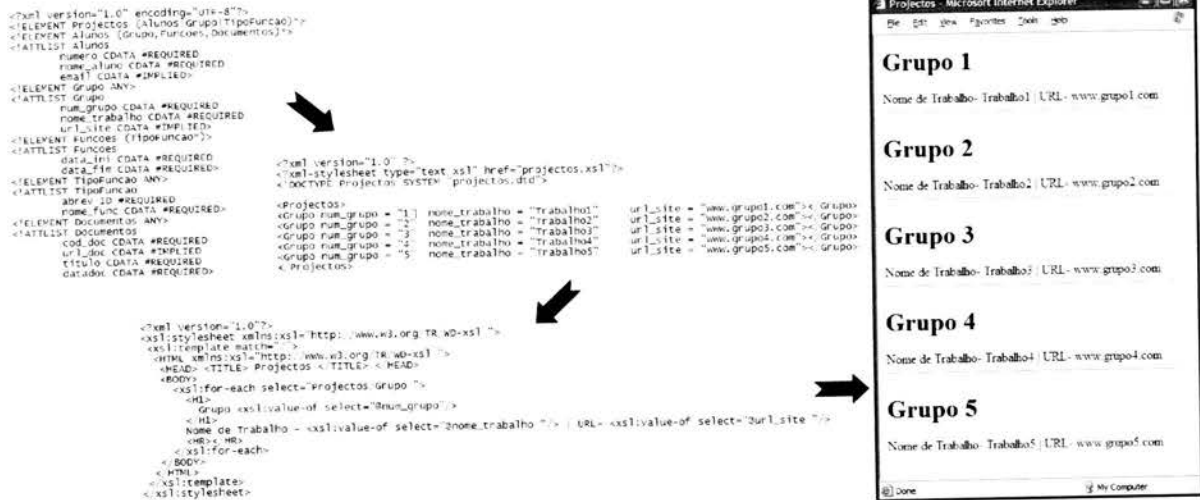 <?xml version="1.0" encoding="UTF-8"?>
<!ELEMENT Projectos (Alunos Grupo|TipoFuncao)*>
<!ELEMENT Alunos (Grupo,Funcoes,Documentos)*>
<!ATTLIST Alunos
numero CDATA #REQUIRED
nome_aluno CDATA #REQUIRED
email CDATA #IMPLIED>
<!ELEMENT Grupo ANY>
<!ATTLIST Grupo
num_grupo CDATA #REQUIRED
nome_trabalho CDATA #REQUIRED
url_site CDATA #IMPLIED>
<!ELEMENT Funcoes (TipoFuncao*)>
<!ATTLIST Funcoes
data_ini CDATA #REQUIRED
data_fim CDATA #REQUIRED>
<!ELEMENT TipoFuncao ANY>
<!ATTLIST TipoFuncao
abrev ID #REQUIRED
nome_func CDATA #REQUIRED>
<!ELEMENT Documentos ANY>
<!ATTLIST Documentos
cod_doc CDATA #REQUIRED
url_doc CDATA #IMPLIED
titulo CDATA #REQUIRED
datadoc CDATA #REQUIRED>
<?xml version="1.0" ?>
<?xml-stylesheet type="text xsl" href="projectos.xsl"?>
<!DOCTYPE Projectos SYSTEM "projectos.dtd">
<Projectos>
<Grupo num_grupo = "1" nome_trabalho = "Trabalho1" url_site = "www.grupo1.com">< Grupo>
<Grupo num_grupo = "2" nome_trabalho = "Trabalho2" url_site = "www.grupo2.com">< Grupo>
<Grupo num_grupo = "3" nome_trabalho = "Trabalho3" url_site = "www.grupo3.com">< Grupo>
<Grupo num_grupo = "4" nome_trabalho = "Trabalho4" url_site = "www.grupo4.com">< Grupo>
<Grupo num_grupo = "5" nome_trabalho = "Trabalho5" url_site = "www.grupo5.com">< Grupo>
< Projectos>
<?xml version="1.0"?>
<xsl:stylesheet xmlns:xsl="http: www.w3.org TR WD-xsl ">
<xsl:template match=" ">
<HTML xmlns:xsl="http: www.w3.org/TR/WD-xsl ">
<HEAD> <TITLE> Projectos < TITLE> < HEAD>
<BODY>
<xsl:for-each select="Projectos/Grupo ">
<H1>
Grupo <xsl:value-of select="@num_grupo"/>
< H1>
Nome de Trabalho - <xsl:value-of select="@nome_trabalho "/> | URL- <xsl:value-of select="@url_site "/>
<HR>< HR>
</xsl:for-each>
</BODY>
< HTML>
</xsl:template>
</xsl:stylesheet>
Projectos - Microsoft Internet Explorer
File Edit View Favorites Tools Help
Grupo 1
Nome de Trabalho- Trabalho1 | URL- www.grupo1.com
Grupo 2
Nome de Trabalho- Trabalho2 | URL- www.grupo2.com
Grupo 3
Nome de Trabalho- Trabalho3 | URL- www.grupo3.com
Grupo 4
Nome de Trabalho- Trabalho4 | URL- www.grupo4.com
Grupo 5
Nome de Trabalho- Trabalho5 | URL- www.grupo5.com
Done My Computer